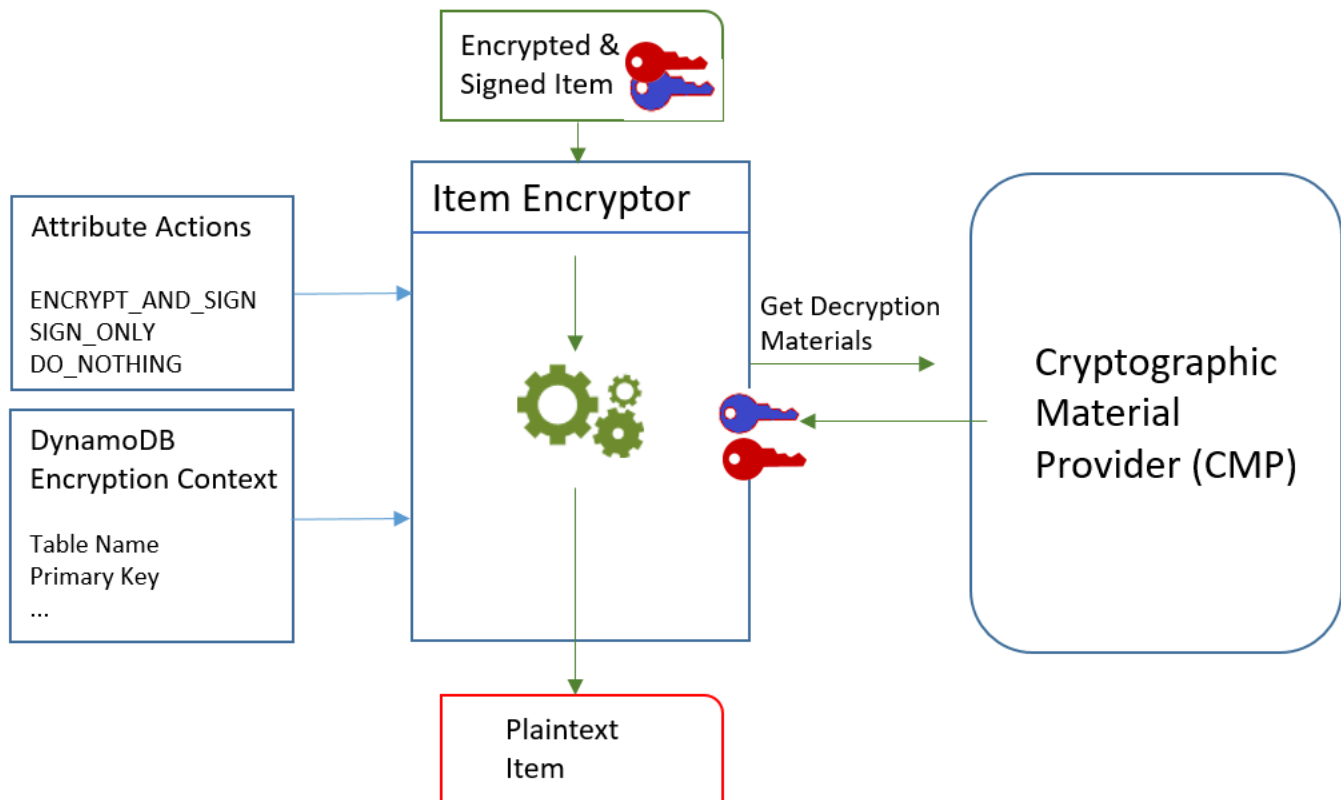 Encrypted &
Signed Item
Item Encryptor
Attribute Actions
ENCRYPT_AND_SIGN
SIGN_ONLY
DO_NOTHING
DynamoDB
Encryption Context
Table Name
Primary Key
...
Get Decryption
Materials
Cryptographic
Material
Provider (CMP)
Plaintext
Item